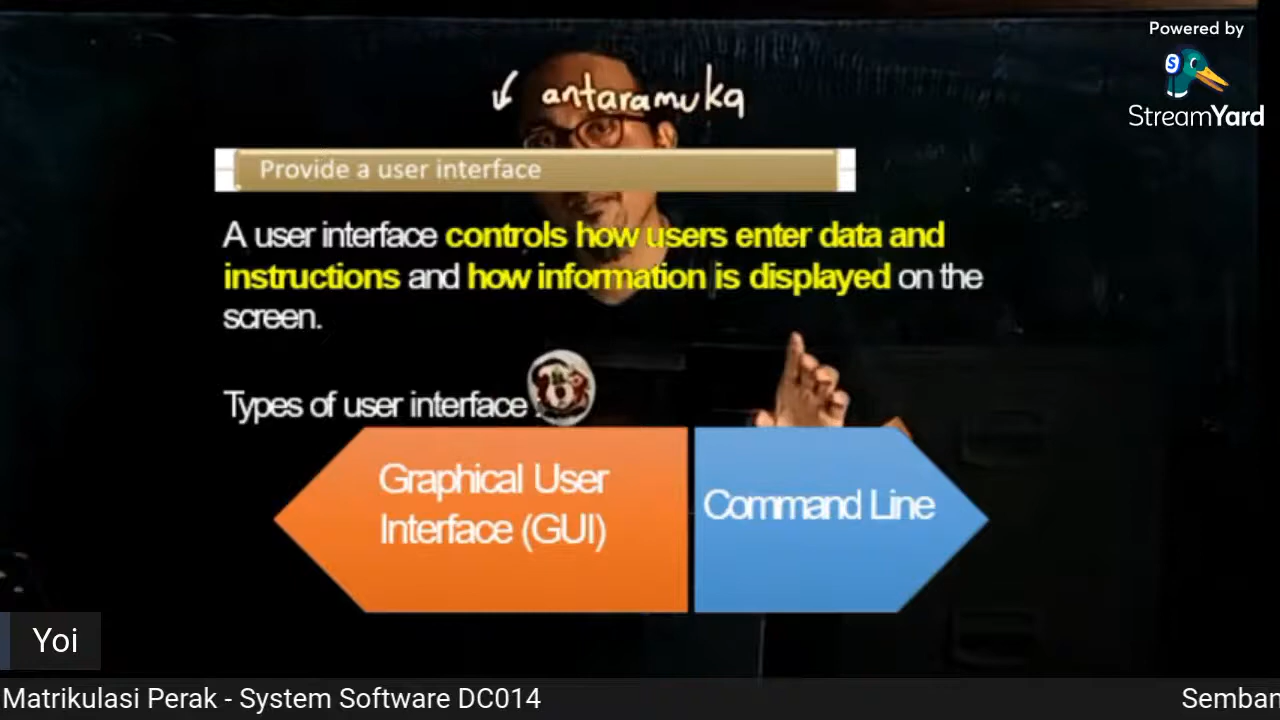 Powered by
StreamYard
antaramuka
Provide a user interface
A user interface controls how users enter data and
instructions and how information is displayed on the
screen.
Types of user interface :
Graphical User
Interface (GUI)
Command Line
Yoi
Matrikulasi Perak - System Software DC014
Semban